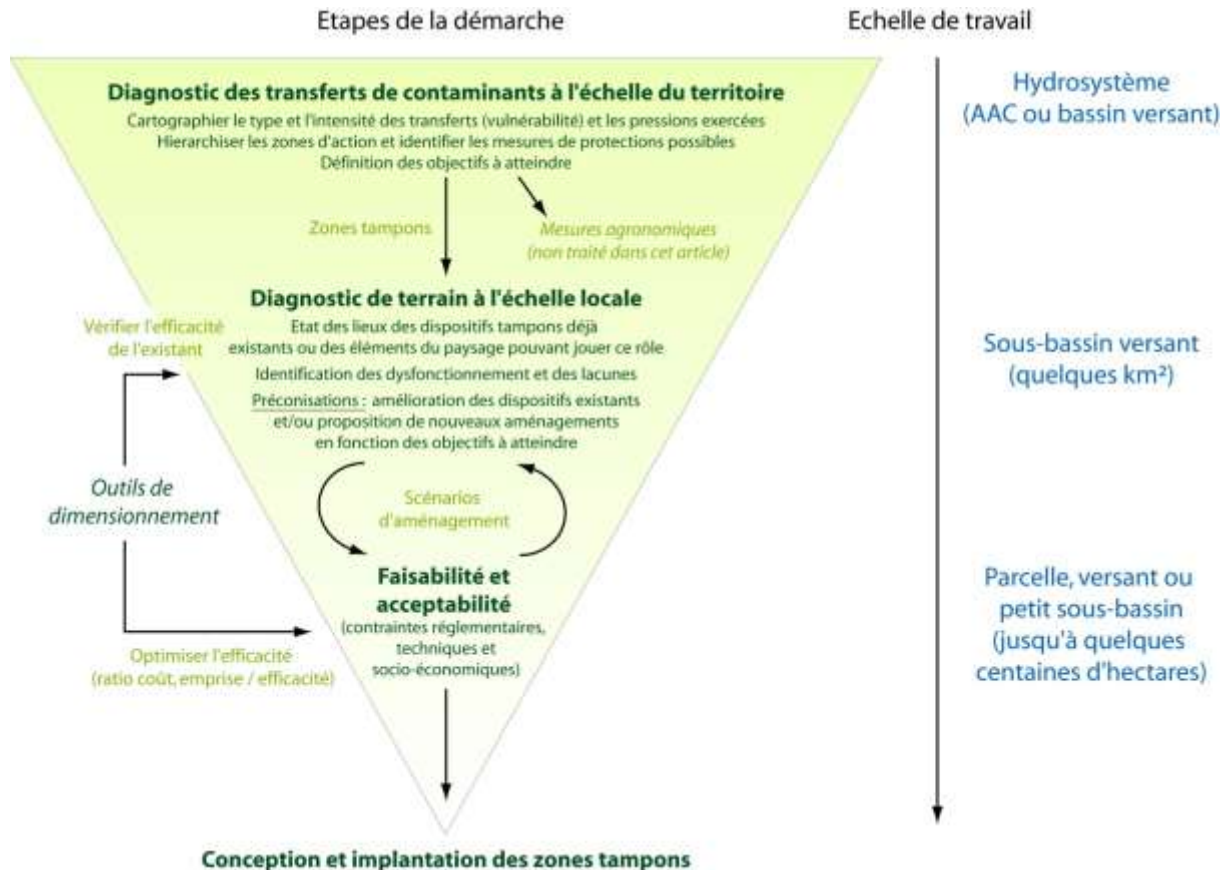 Etapes de la démarche
Echelle de travail
Diagnostic des transferts de contaminants à l'échelle du territoire
Cartographier le type et l'intensité des transferts (vulnérabilité) et les pressions exercées
Hierarchiser les zones d'action et identifier les mesures de protections possibles
Définition des objectifs à atteindre
Hydrosystème
(AAC ou bassin versant)
Zones tampons
Mesures agronomiques
(non traité dans cet article)
Diagnostic de terrain à l'échelle locale
Etat des lieux des dispositifs tampons déjà
existants ou des éléments du paysage pouvant jouer ce rôle
Identification des dysfonctionnement et des lacunes
Préconisations : amélioration des dispositifs existants
et/ou proposition de nouveaux aménagements
en fonction des objectifs à atteindre
Vérifier l'efficacité
de l'existant
Sous-bassin versant
(quelques km²)
Outils de
dimensionnement
Scénarios
d'aménagement
Faisabilité et
acceptabilité
(contraintes réglementaires,
techniques et
socio-économiques)
Optimiser l'efficacité
(ratio coût, emprise / efficacité)
Parcelle, versant ou
petit sous-bassin
(jusqu'à quelques
centaines d'hectares)
Conception et implantation des zones tampons